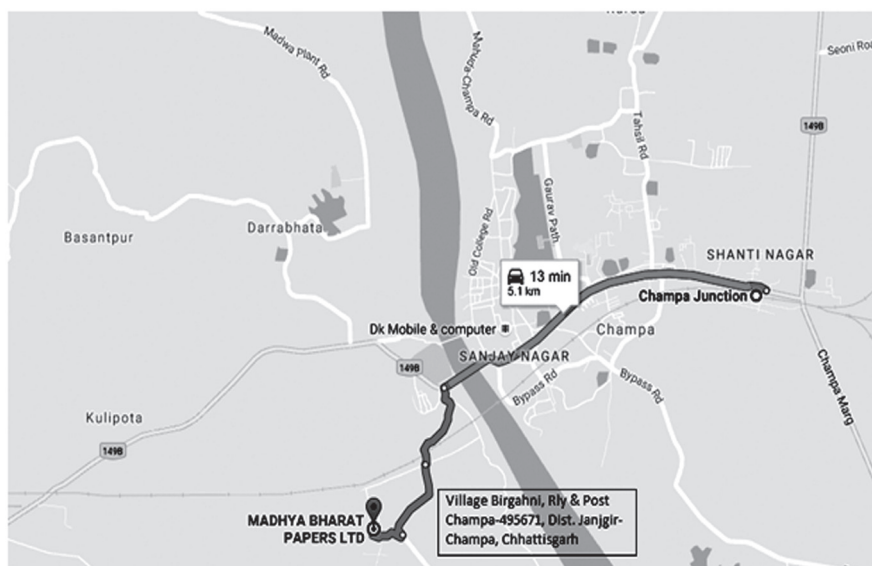 Madwa Plant Rd
Mahuda-Champa Rd
Seoni Road
149B
Tahsil Rd
Gaurav Path
Old College Rd
Basantpur
Darrabhata
SHANTI NAGAR
13 min
5.1 km
Champa Junction
Dk Mobile & computer
Champa
SANJAY NAGAR
149B
Bypass Rd
Bypass Rd
Champa Marg
Kulipota
149B
MADHYA BHARAT
PAPERS LTD
Village Birgahni, Rly & Post
Champa-495671, Dist. Janjgir-
Champa, Chhattisgarh